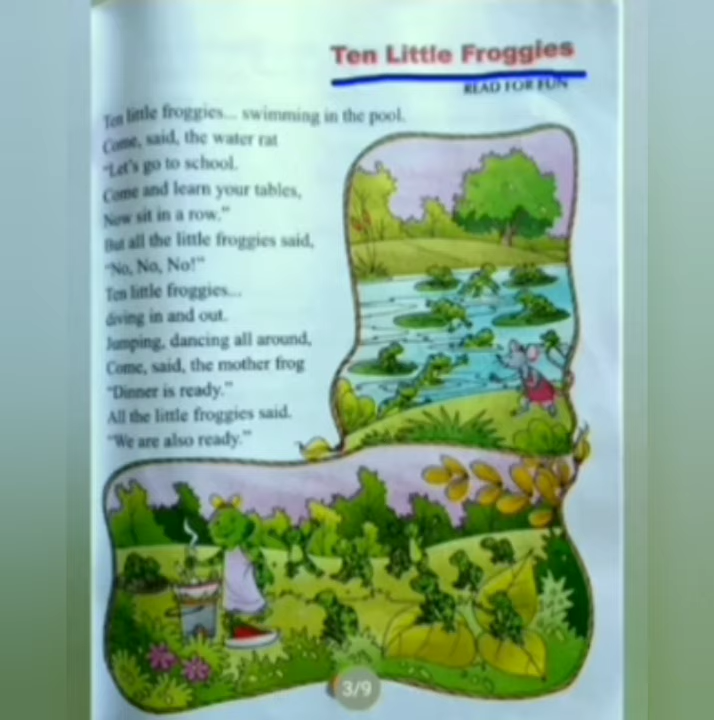 Ten Little Froggies
READ FOR FUN
Ten little froggies... swimming in the pool.
Come, said, the water rat
"Let's go to school.
Come and learn your tables,
Now sit in a row."
But all the little froggies said,
"No, No, No!"
Ten little froggies...
diving in and out.
Jumping, dancing all around,
Come, said, the mother frog
"Dinner is ready."
All the little froggies said.
"We are also ready."
3/9